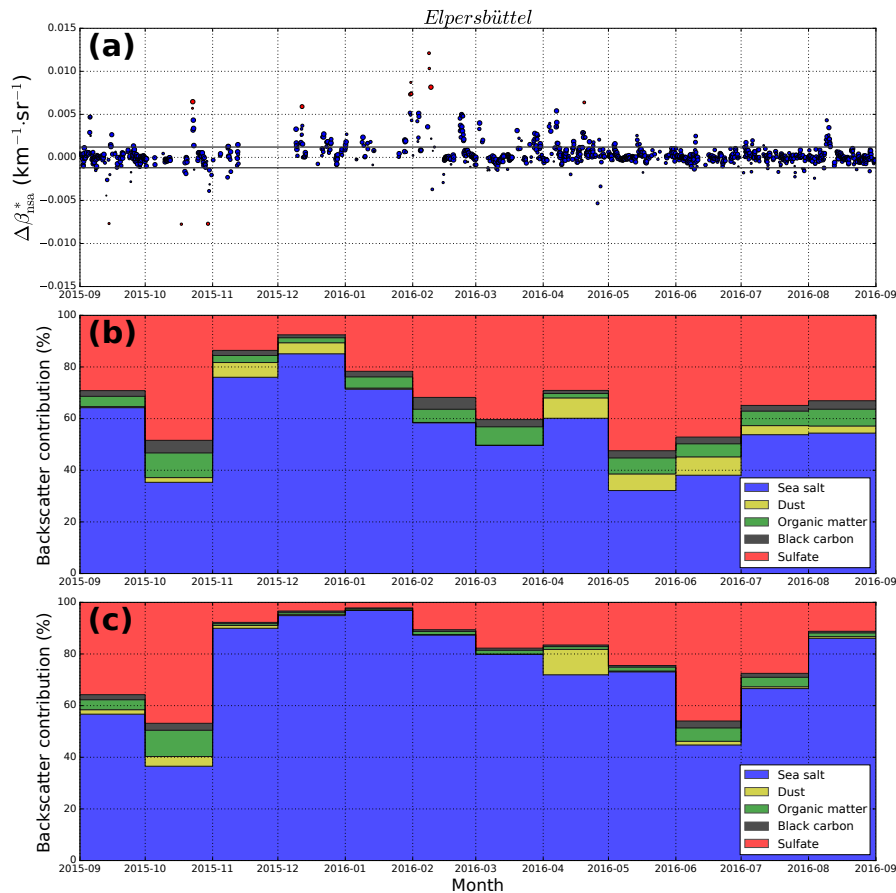 Elpersbüttel
(a)
Δβ*nsa (km−1·sr−1)
0.015
0.010
0.005
0.000
−0.005
−0.010
−0.015
2015-09 2015-10 2015-11 2015-12 2016-01 2016-02 2016-03 2016-04 2016-05 2016-06 2016-07 2016-08 2016-09
(b)
Backscatter contribution (%)
100
80
60
40
20
0
Sea salt
Dust
Organic matter
Black carbon
Sulfate
2015-09 2015-10 2015-11 2015-12 2016-01 2016-02 2016-03 2016-04 2016-05 2016-06 2016-07 2016-08 2016-09
(c)
Backscatter contribution (%)
100
80
60
40
20
0
Sea salt
Dust
Organic matter
Black carbon
Sulfate
2015-09 2015-10 2015-11 2015-12 2016-01 2016-02 2016-03 2016-04 2016-05 2016-06 2016-07 2016-08 2016-09
Month